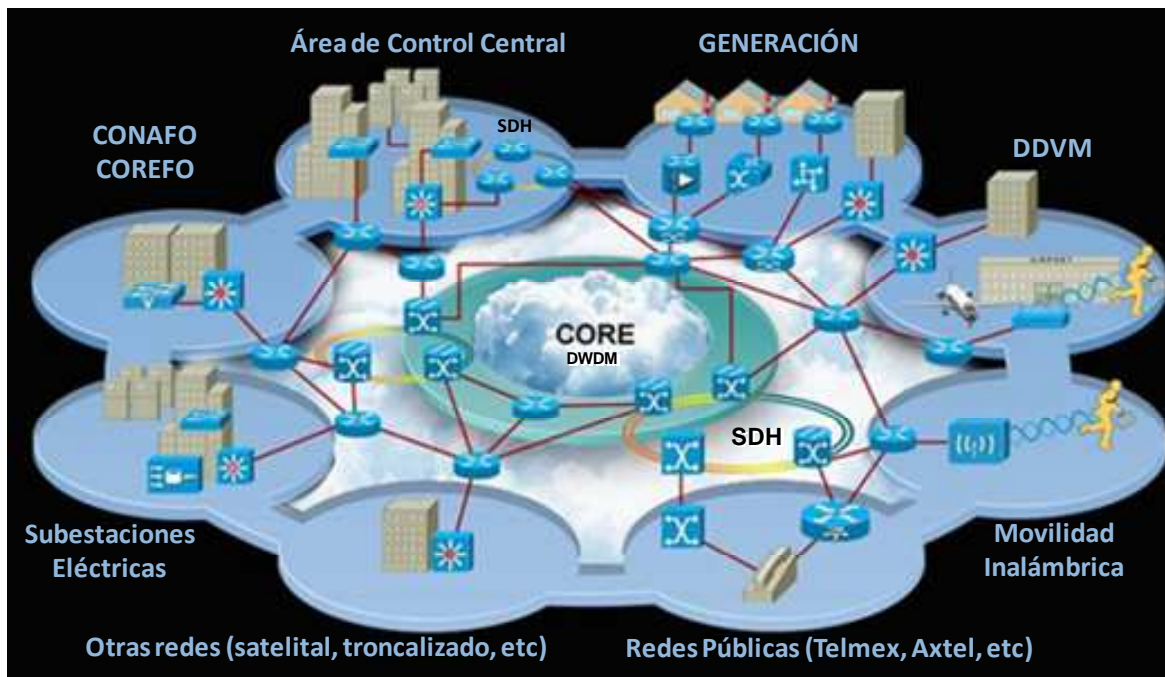 Área de Control Central
GENERACIÓN
CONAFO
COREFO
SDH
DDVM
AIRPORT
CORE
DWDM
SDH
Subestaciones
Eléctricas
Movilidad
Inalámbrica
Otras redes (satelital, troncalizado, etc)
Redes Públicas (Telmex, Axtel, etc)